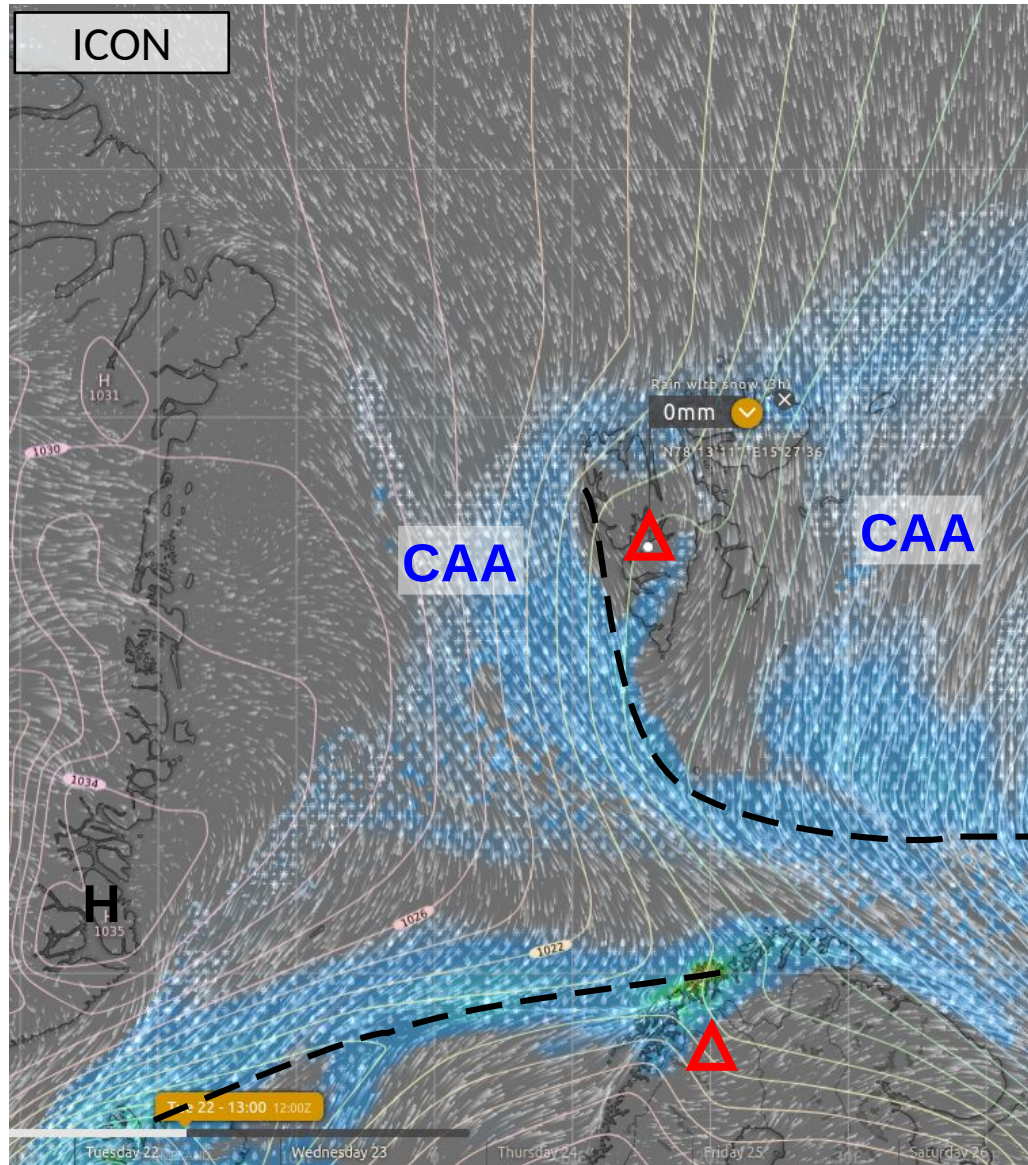 ICON
H
1031
Rain with snow (3h)
0mm
1030
N78°13'11" E15°27'36
CAA
CAA
1034
H
1035
1026
1022
Tue 22 - 13:00 12:00Z
Tuesday 22
Wednesday 23
Thursday 24
Friday 25
Saturday 26